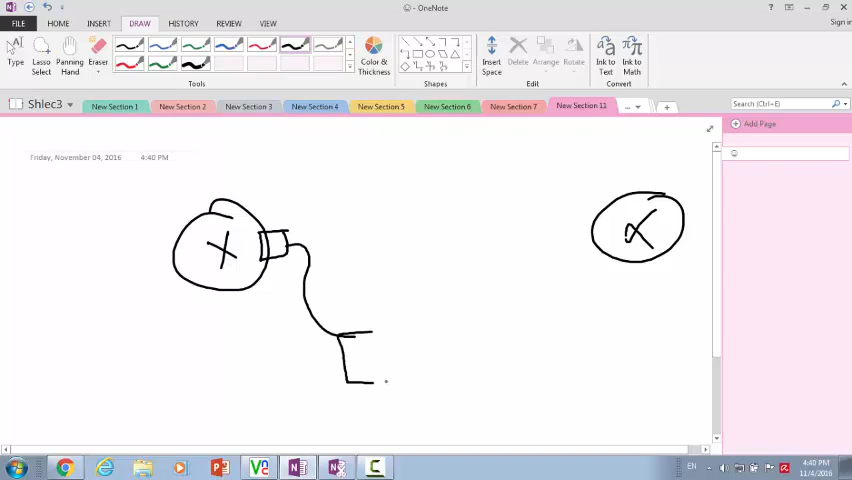 ☺ - OneNote
FILE HOME INSERT DRAW HISTORY REVIEW VIEW
Sign in
Type
Lasso Select
Panning Hand
Eraser
Color & Thickness
Insert Space
Delete
Arrange
Rotate
Ink to Text
Ink to Math
Tools
Shapes
Edit
Convert
Shlec3
New Section 1
New Section 2
New Section 3
New Section 4
New Section 5
New Section 6
New Section 7
New Section 11
...
Search (Ctrl+E)
Add Page
Friday, November 04, 2016 4:40 PM
☺
X
α
EN
4:40 PM
11/4/2016